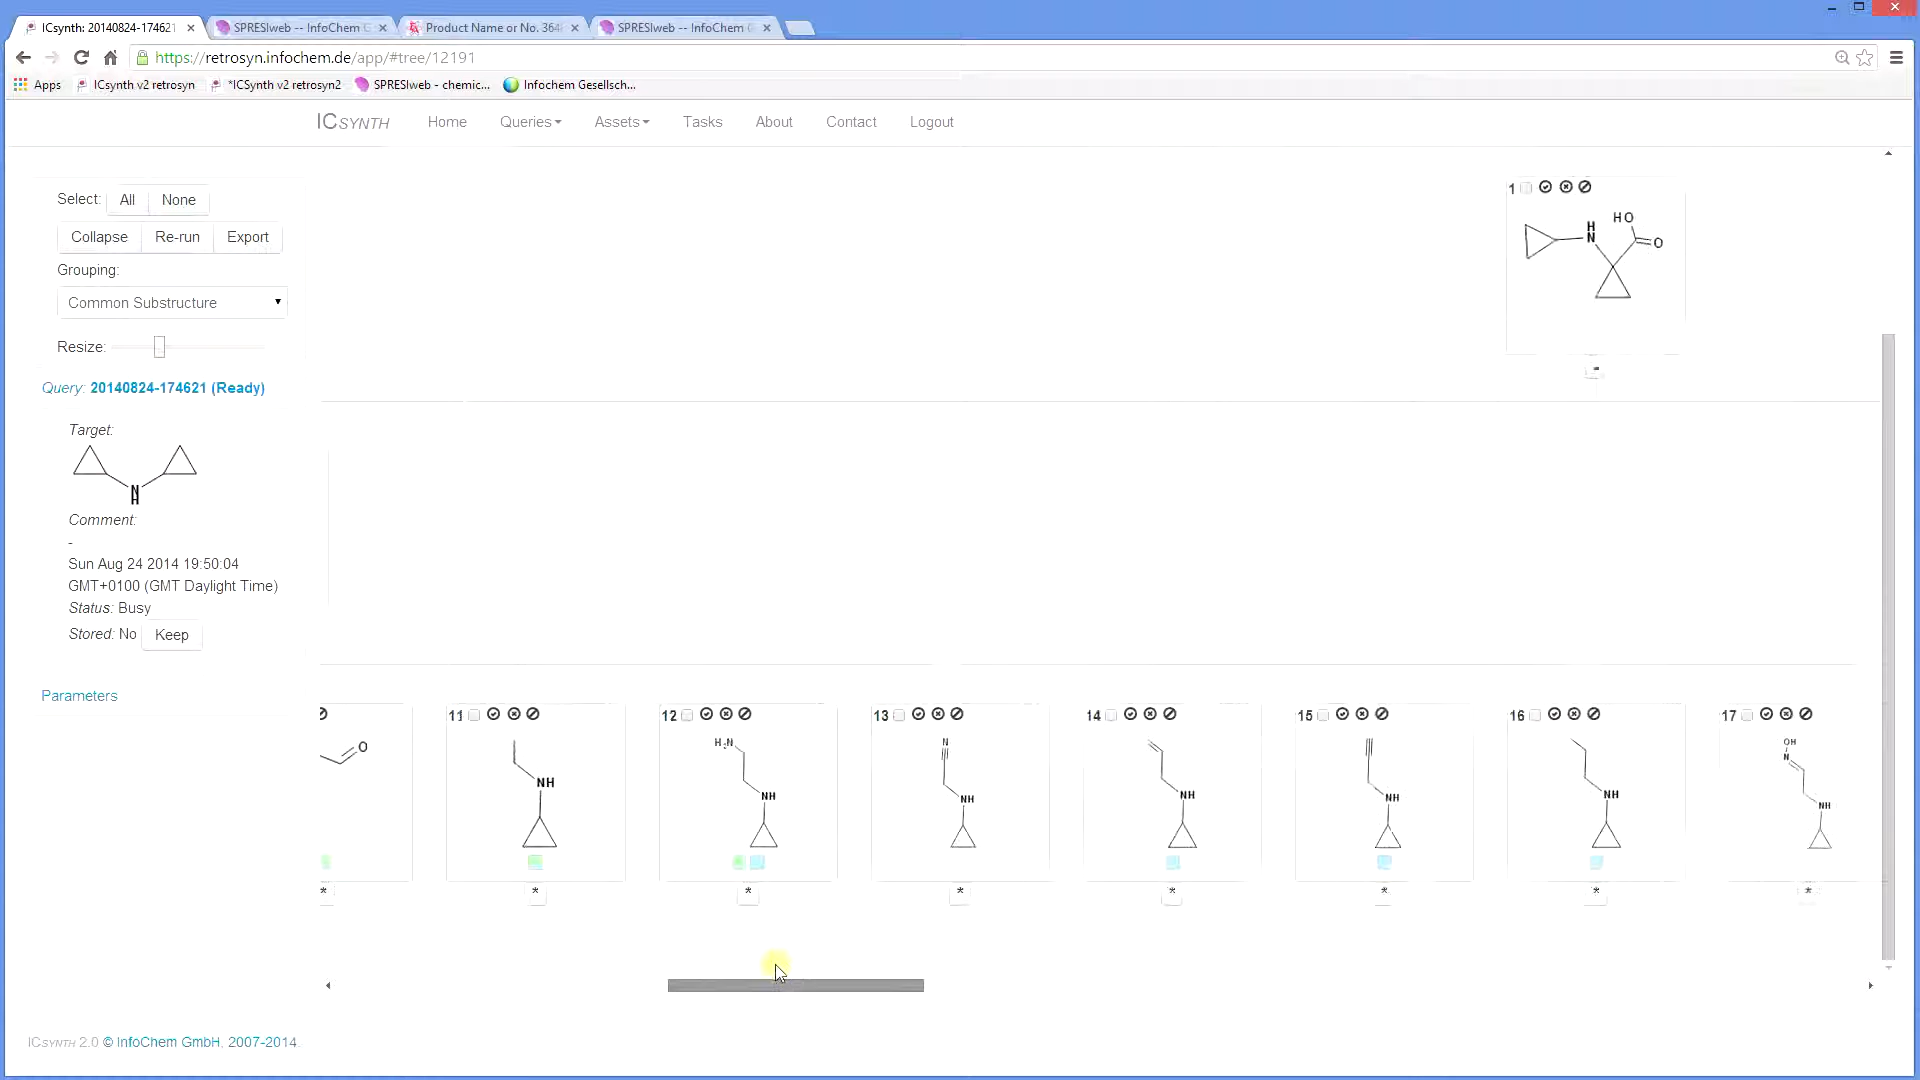 ICsynth: 20140824-174621
SPRESIweb -- InfoChem G
Product Name or No. 364
SPRESIweb -- InfoChem G
https://retrosyn.infochem.de/app/#tree/12191
Apps
ICsynth v2 retrosyn
*ICSynth v2 retrosyn2
SPRESIweb - chemic...
Infochem Gesellsch...
ICSYNTH
Home
Queries
Assets
Tasks
About
Contact
Logout
Select:
All
None
Collapse
Re-run
Export
Grouping:
Common Substructure
Resize:
Query: 20140824-174621 (Ready)
Target:
N
H
Comment:
-
Sun Aug 24 2014 19:50:04
GMT+0100 (GMT Daylight Time)
Status: Busy
Stored: No
Keep
Parameters
1
HO
H
N
O
O
*
11
NH
*
12
H2N
NH
*
13
N
NH
*
14
NH
*
15
NH
*
16
NH
*
17
OH
N
NH
*
ICSYNTH 2.0 © InfoChem GmbH, 2007-2014.